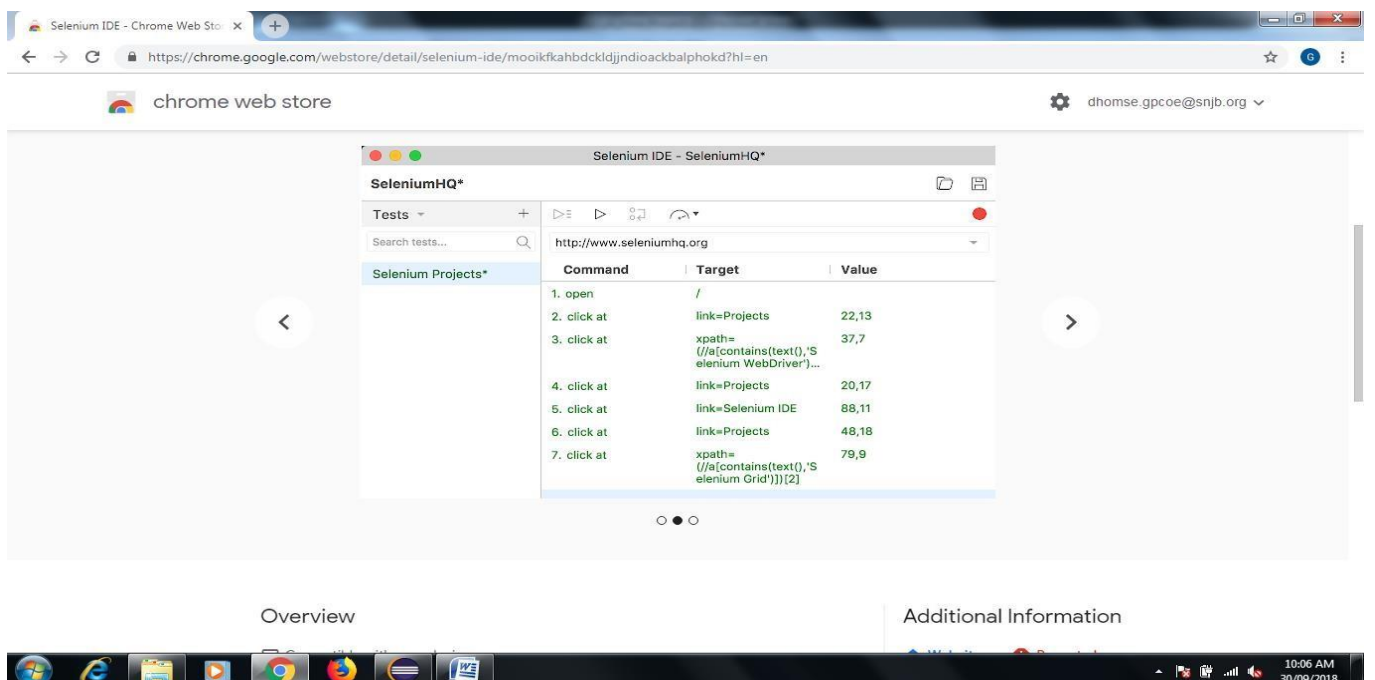 Selenium IDE - Chrome Web Sto
https://chrome.google.com/webstore/detail/selenium-ide/mooikfkahbdckldjjndioackbalphokd?hl=en
G
chrome web store
dhomse.gpcoe@snjb.org
Selenium IDE - SeleniumHQ*
SeleniumHQ*
Tests
Search tests...
http://www.seleniumhq.org
Selenium Projects*
Command Target Value
1. open /
2. click at link=Projects 22,13
3. click at xpath= 37,7
(//a[contains(text(),'S
elenium WebDriver')...
4. click at link=Projects 20,17
5. click at link=Selenium IDE 88,11
6. click at link=Projects 48,18
7. click at xpath= 79,9
(//a[contains(text(),'S
elenium Grid')])[2]
Overview
Additional Information
10:06 AM
30/09/2018